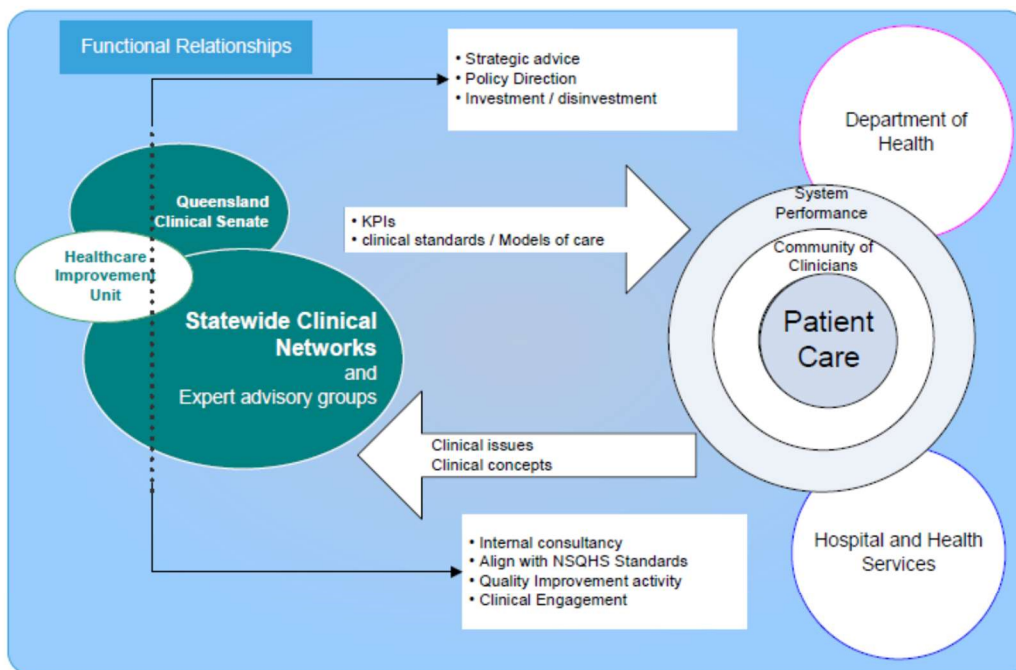 Functional Relationships
• Strategic advice
• Policy Direction
• Investment / disinvestment
Department of
Health
Queensland
Clinical Senate
Healthcare
Improvement
Unit
Statewide Clinical
Networks
and
Expert advisory groups
• KPIs
• clinical standards / Models of care
System
Performance
Community of
Clinicians
Patient
Care
Clinical issues
Clinical concepts
• Internal consultancy
• Align with NSQHS Standards
• Quality Improvement activity
• Clinical Engagement
Hospital and Health
Services